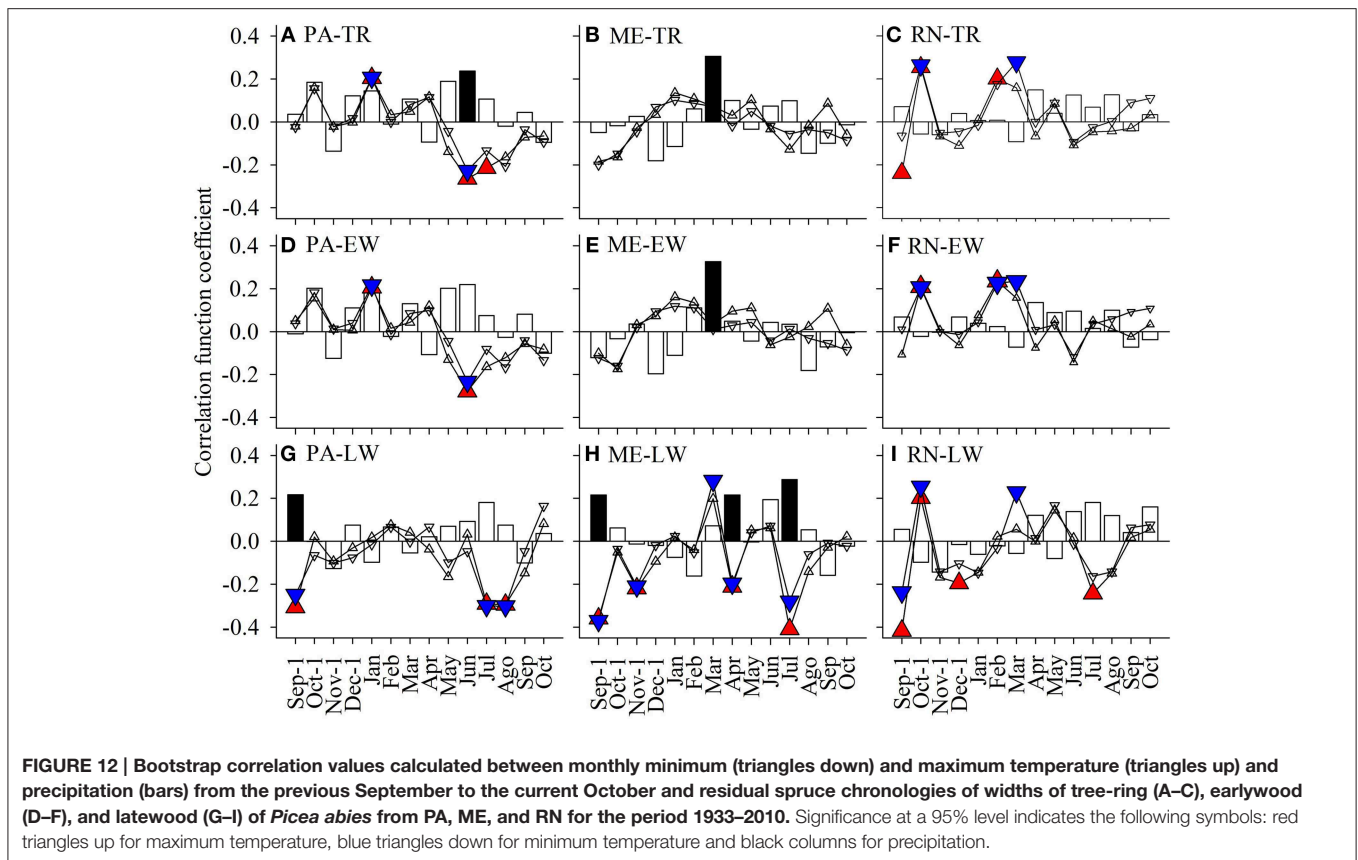 A PA-TR
B ME-TR
C RN-TR
0.4
0.2
0.0
-0.2
-0.4
D PA-EW
E ME-EW
F RN-EW
0.4
0.2
0.0
-0.2
-0.4
G PA-LW
H ME-LW
I RN-LW
0.4
0.2
0.0
-0.2
-0.4
Correlation function coefficient
Sep-1
Oct-1
Nov-1
Dec-1
Jan
Feb
Mar
Apr
May
Jun
Jul
Ago
Sep
Oct
Sep-1
Oct-1
Nov-1
Dec-1
Jan
Feb
Mar
Apr
May
Jun
Jul
Ago
Sep
Oct
Sep-1
Oct-1
Nov-1
Dec-1
Jan
Feb
Mar
Apr
May
Jun
Jul
Ago
Sep
Oct
FIGURE 12 | Bootstrap correlation values calculated between monthly minimum (triangles down) and maximum temperature (triangles up) and
precipitation (bars) from the previous September to the current October and residual spruce chronologies of widths of tree-ring (A–C), earlywood
(D–F), and latewood (G–I) of Picea abies from PA, ME, and RN for the period 1933–2010. Significance at a 95% level indicates the following symbols: red
triangles up for maximum temperature, blue triangles down for minimum temperature and black columns for precipitation.